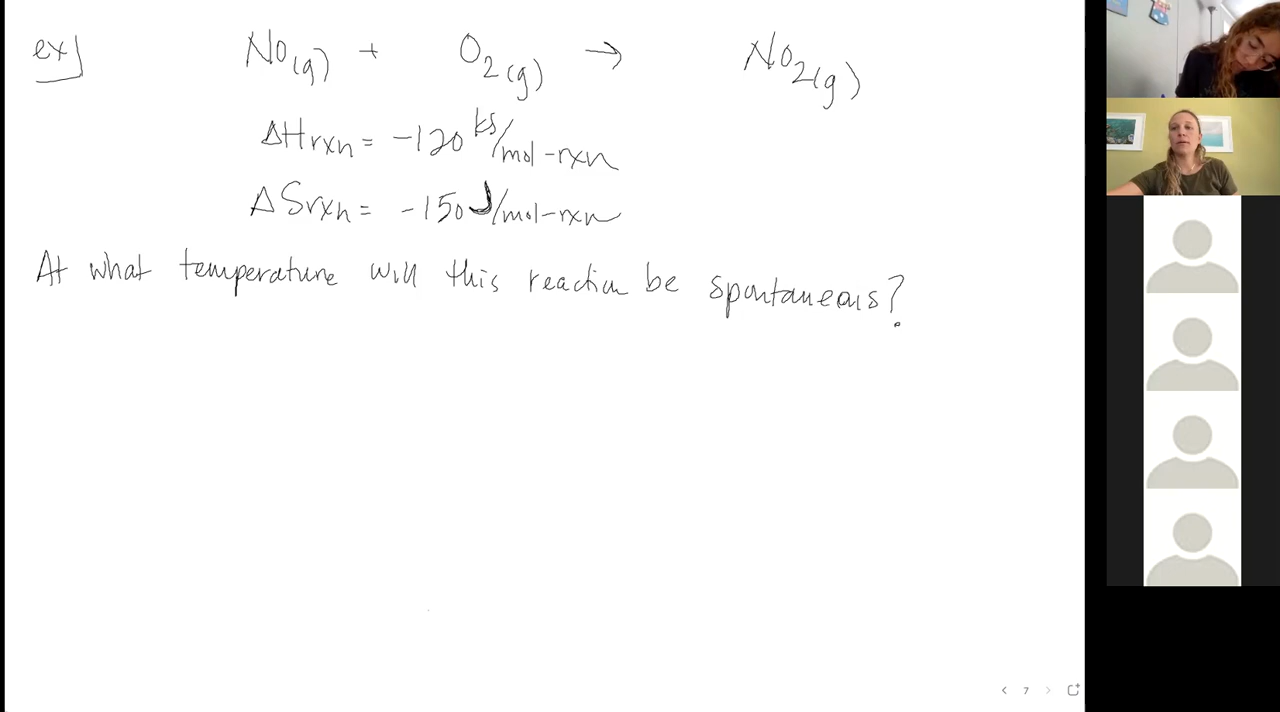 ex] NO(g) + O₂(g) → NO₂(g)
ΔHrxn = -120 kJ/mol-rxn
ΔSrxn = -150 J/mol-rxn
At what temperature will this reaction be spontaneous?
< 7 >